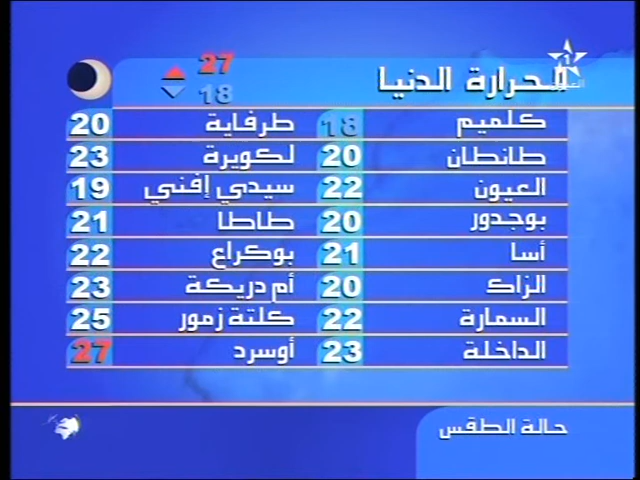 الحرارة الدنيا
27
18
1
العيون
كلميم 18 طرفاية 20
طانطان 20 لكويرة 23
العيون 22 سيدي إفني 19
بوجدور 20 طاطا 21
أسا 21 بوكراع 22
الزاك 20 أم دريكة 23
السمارة 22 كلتة زمور 25
الداخلة 23 أوسرد 27
حالة الطقس